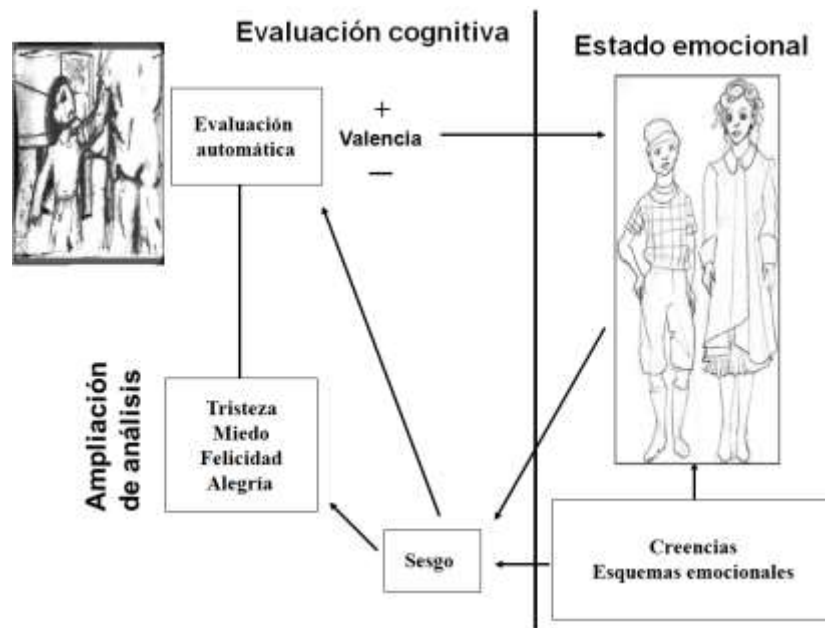 Evaluación cognitiva
Estado emocional
Evaluación
automática
+
Valencia
—
Ampliación
de análisis
Tristeza
Miedo
Felicidad
Alegría
Sesgo
Creencias
Esquemas emocionales